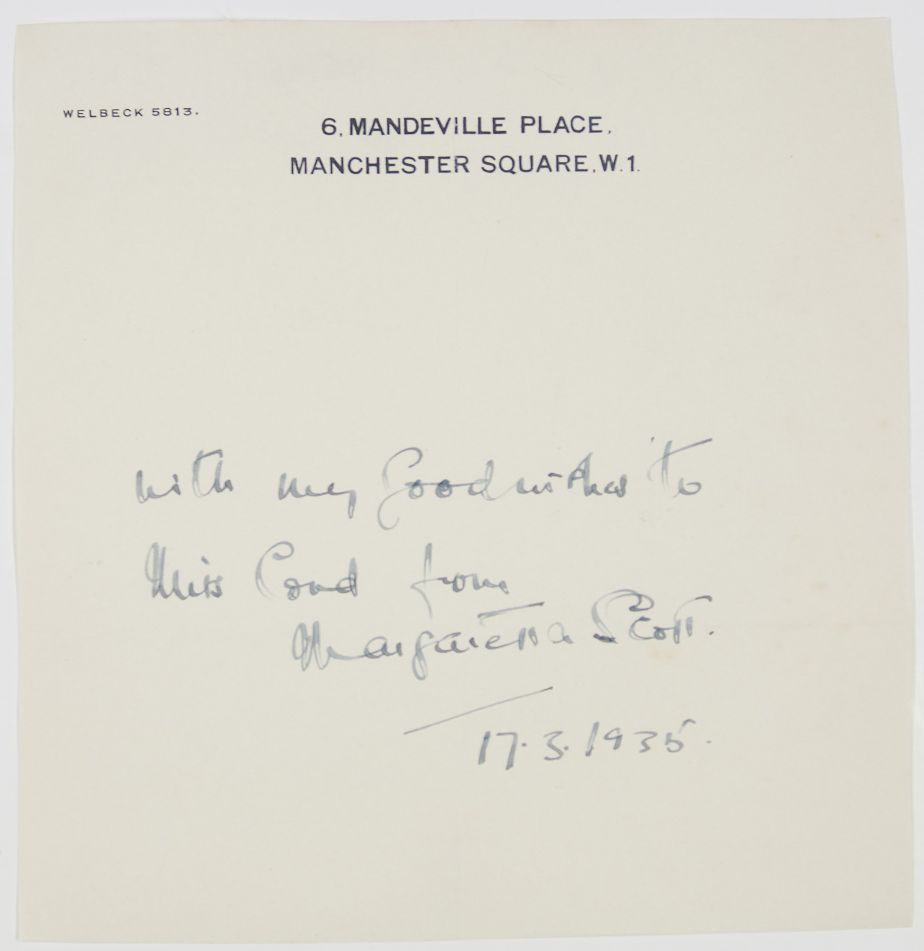 WELBECK 5813.
6, MANDEVILLE PLACE,
MANCHESTER SQUARE, W.1.
with my Good wishes to
Miss Cond from
Margaretta Scott.
17.3.1935.